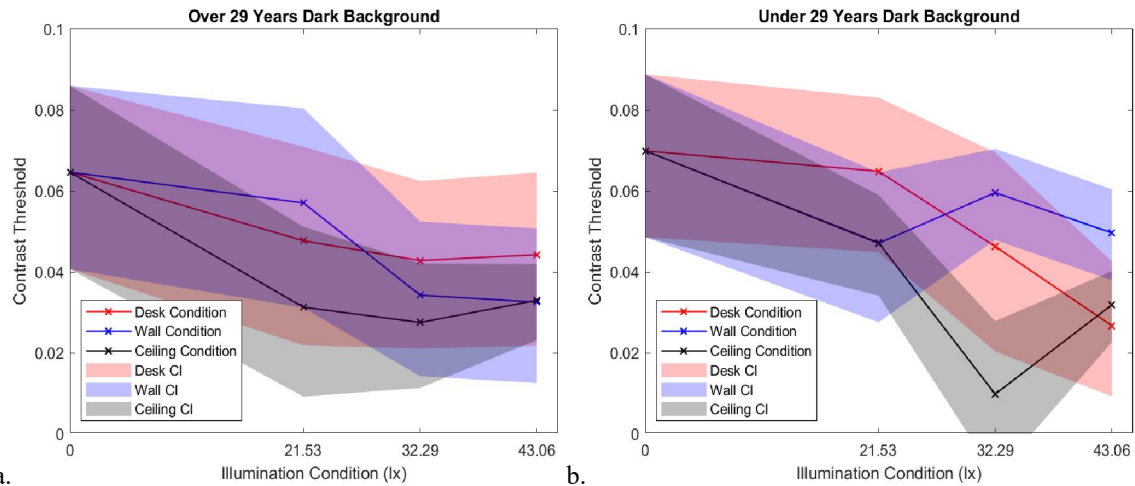 Over 29 Years Dark Background
0.1
0.08
0.06
0.04
0.02
0
Contrast Threshold
Desk Condition
Wall Condition
Ceiling Condition
Desk CI
Wall CI
Ceiling CI
0
21.53
32.29
43.06
Illumination Condition (lx)
a.
Under 29 Years Dark Background
0.1
0.08
0.06
0.04
0.02
0
Contrast Threshold
Desk Condition
Wall Condition
Ceiling Condition
Desk CI
Wall CI
Ceiling CI
0
21.53
32.29
43.06
Illumination Condition (lx)
b.